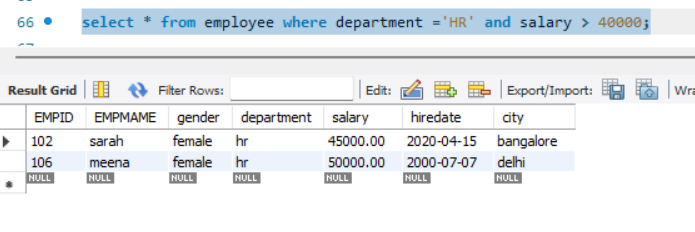 66 select * from employee where department ='HR' and salary > 40000;
Result Grid Filter Rows: Edit: Export/Import:
EMPID EMPMAME gender department salary hiredate city
102 sarah female hr 45000.00 2020-04-15 bangalore
106 meena female hr 50000.00 2000-07-07 delhi
NULL NULL NULL NULL NULL NULL NULL